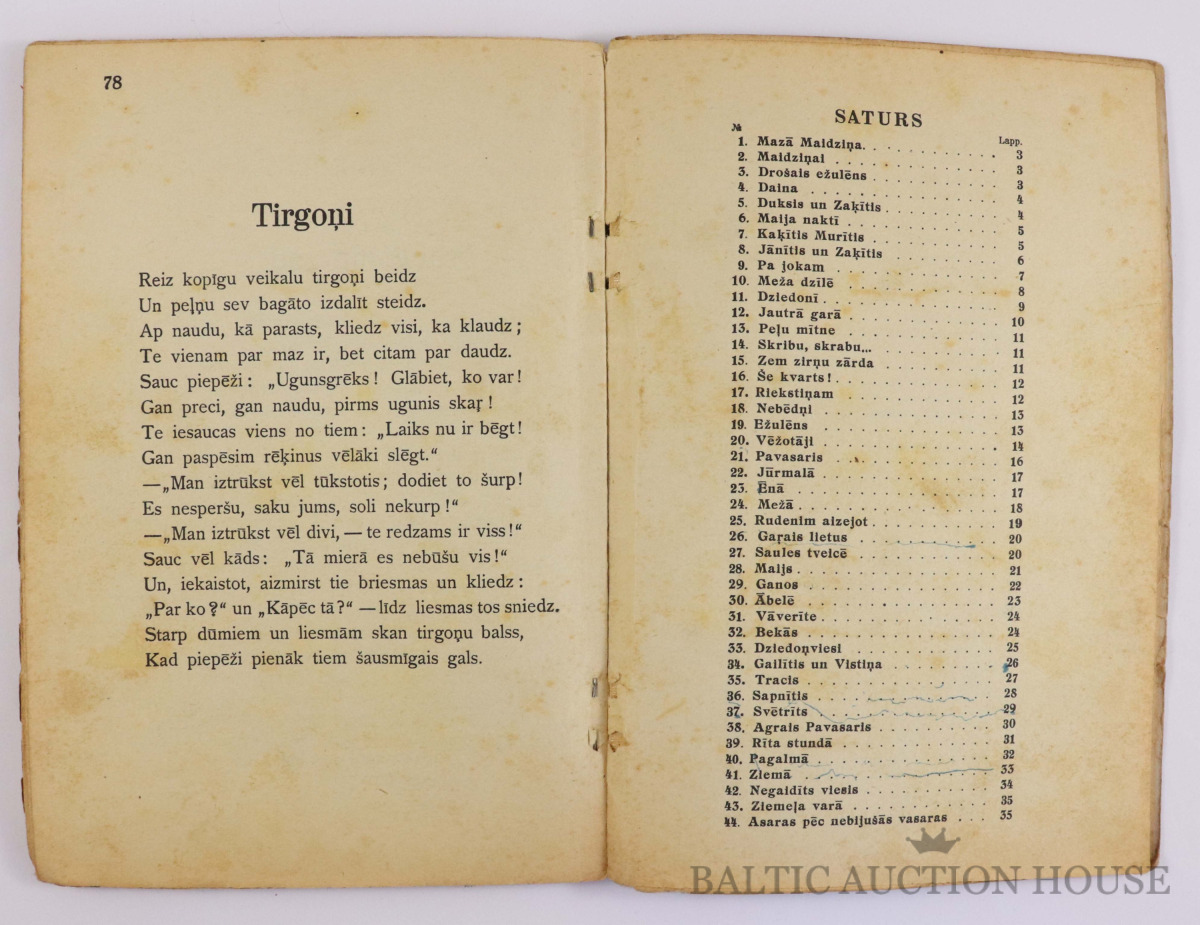 78
Tirgoņi
Reiz kopīgu veikalu tirgoņi beidz
Un peļņu sev bagāto izdalīt steidz.
Ap naudu, kā parasts, kliedz visi, ka klaudz;
Te vienam par maz ir, bet citam par daudz.
Sauc piepēži: „Ugunsgrēks! Glābiet, ko var!
Gan preci, gan naudu, pirms ugunis skaŗ!
Te iesaucas viens no tiem: „Laiks nu ir bēgt!
Gan paspēsim rēķinus vēlāki slēgt.“
—„Man iztrūkst vēl tūkstotis; dodiet to šurp!
Es nesperšu, saku jums, soli nekurp!“
—„Man iztrūkst vēl divi, — te redzams ir viss!“
Sauc vēl kāds: „Tā mierā es nebūšu vis!“
Un, iekaistot, aizmirst tie briesmas un kliedz:
„Par ko?“ un „Kāpēc tā?“ — līdz liesmas tos sniedz.
Starp dūmiem un liesmām skan tirgoņu balss,
Kad piepēži pienāk tiem šausmīgais gals.
SATURS
№ Lapp.
1. Mazā Maldziņa. 3
2. Maldziņai 3
3. Drošais ežulēns 3
4. Daina 4
5. Duksis un Zaķītis 4
6. Maija naktī 5
7. Kaķītis Murītis 5
8. Jānītis un Zaķītis 6
9. Pa jokam 7
10. Meža dzīlē 8
11. Dziedonī 9
12. Jautrā garā 10
13. Peļu mītne 11
14. Skribu, skrabu... 11
15. Zem zirņu zārda 11
16. Še kvarts! 12
17. Riekstiņam 12
18. Nebēdņi 13
19. Ežulēns 13
20. Vēžotāji 14
21. Pavasaris 16
22. Jūrmalā 17
23. Ēnā 17
24. Mežā 18
25. Rudenim aizejot 19
26. Gaŗais lietus 20
27. Saules tveicē 20
28. Maijs 21
29. Ganos 22
30. Ābelē 23
31. Vāverīte 24
32. Bekās 24
33. Dziedoņviesi 25
34. Gailītis un Vistiņa 26
35. Tracis 27
36. Sapnītis 28
37. Svētrīts 29
38. Agrais Pavasaris 30
39. Rīta stundā 31
40. Pagalmā 32
41. Ziemā 33
42. Negaidīts viesis 34
43. Ziemeļa varā 35
44. Asaras pēc nebijušās vasaras 35
BALTIC AUCTION HOUSE